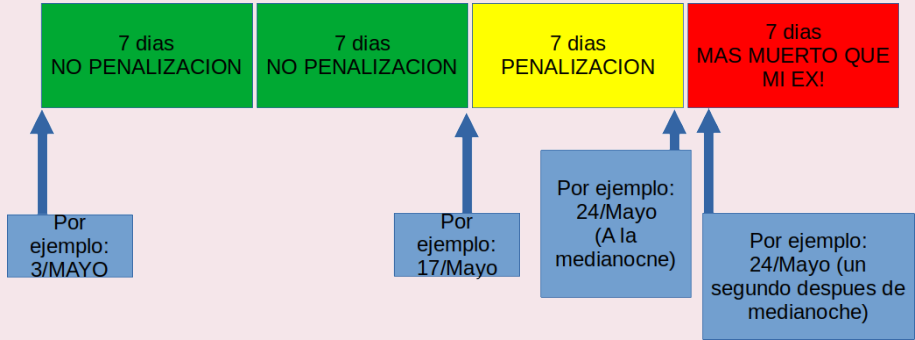 7 dias
NO PENALIZACION
7 dias
NO PENALIZACION
7 dias
PENALIZACION
7 dias
MAS MUERTO QUE
MI EX!
Por
ejemplo:
3/MAYO
Por
ejemplo:
17/Mayo
Por ejemplo:
24/Mayo
(A la
medianocne)
Por ejemplo:
24/Mayo (un
segundo despues de
medianoche)